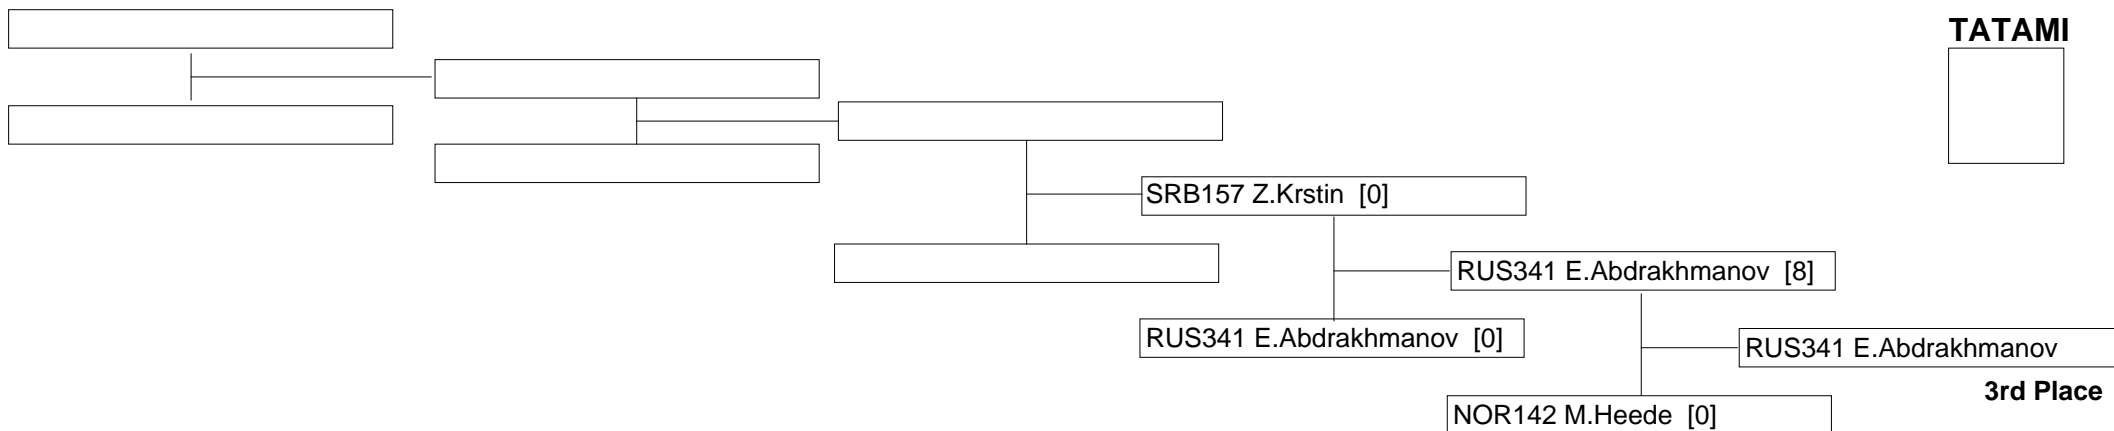 TATAMI
SRB157 Z.Krstin [0]
RUS341 E.Abdrakhmanov [8]
RUS341 E.Abdrakhmanov [0]
RUS341 E.Abdrakhmanov
3rd Place
NOR142 M.Heede [0]